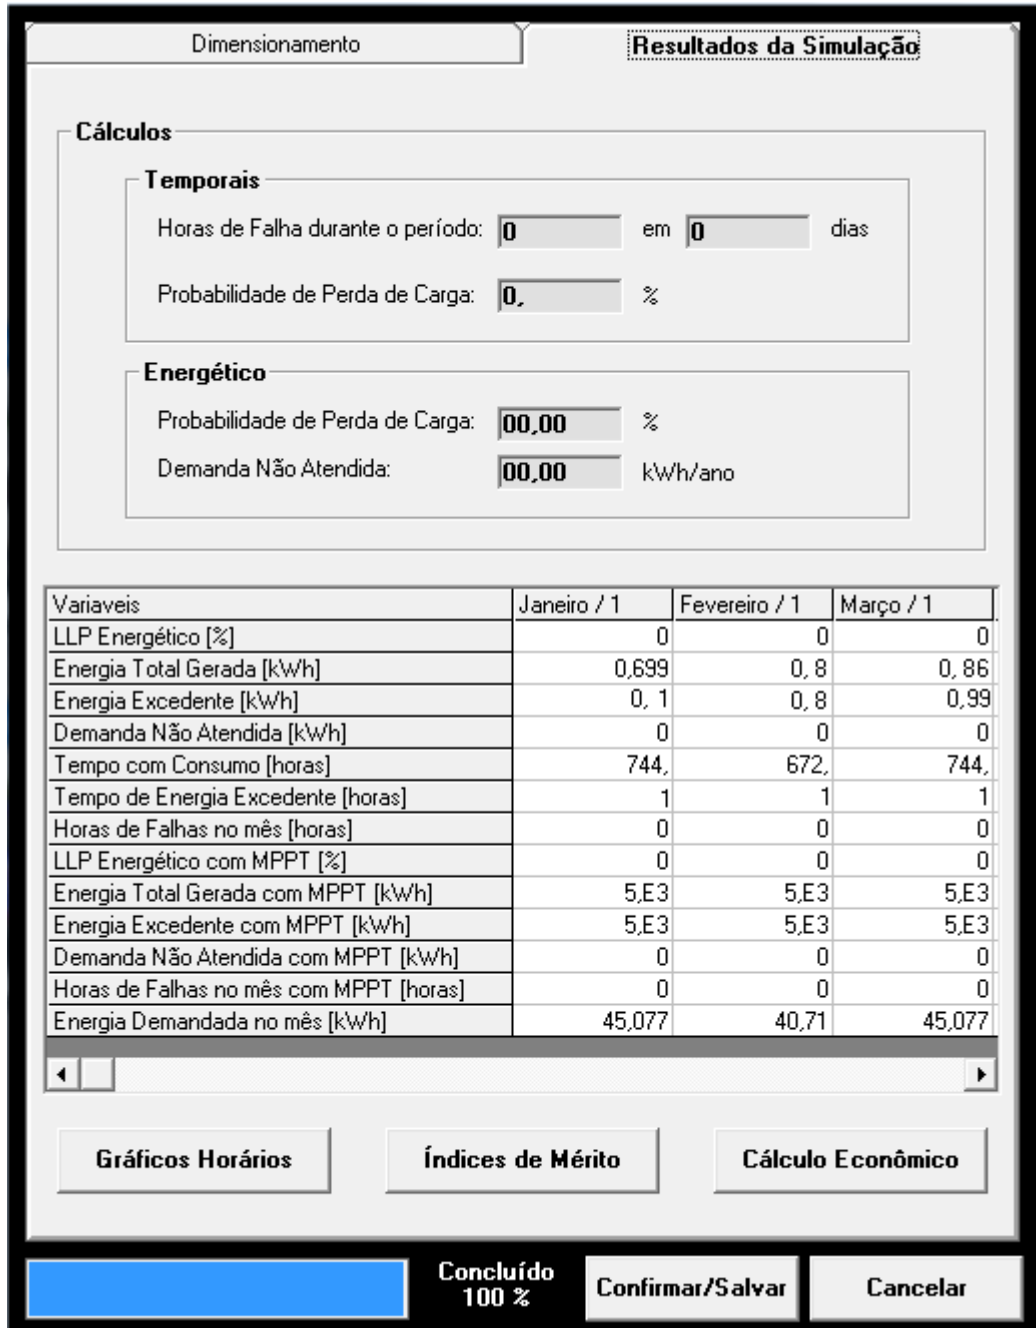 Dimensionamento Resultados da Simulação
Cálculos
Temporais
Horas de Falha durante o período: 0 em 0 dias
Probabilidade de Perda de Carga: 0, %
Energético
Probabilidade de Perda de Carga: 00,00 %
Demanda Não Atendida: 00,00 kWh/ano
Variaveis Janeiro / 1 Fevereiro / 1 Março / 1
LLP Energético [%] 0 0 0
Energia Total Gerada [kWh] 0,699 0, 8 0, 86
Energia Excedente [kWh] 0, 1 0, 8 0,99
Demanda Não Atendida [kWh] 0 0 0
Tempo com Consumo [horas] 744, 672, 744,
Tempo de Energia Excedente [horas] 1 1 1
Horas de Falhas no mês [horas] 0 0 0
LLP Energético com MPPT [%] 0 0 0
Energia Total Gerada com MPPT [kWh] 5,E3 5,E3 5,E3
Energia Excedente com MPPT [kWh] 5,E3 5,E3 5,E3
Demanda Não Atendida com MPPT [kWh] 0 0 0
Horas de Falhas no mês com MPPT [horas] 0 0 0
Energia Demandada no mês [kWh] 45,077 40,71 45,077
Gráficos Horários Índices de Mérito Cálculo Econômico
Concluído
100 % Confirmar/Salvar Cancelar